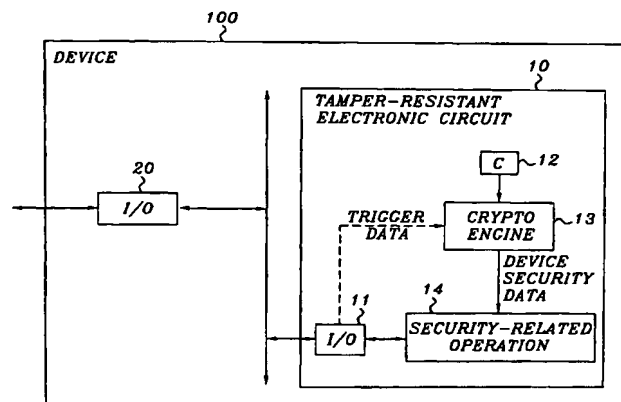 100
DEVICE
10
TAMPER-RESISTANT
ELECTRONIC CIRCUIT
C
12
20
I/O
TRIGGER
DATA
CRYPTO
ENGINE
13
DEVICE
SECURITY
DATA
14
11
I/O
SECURITY-RELATED
OPERATION